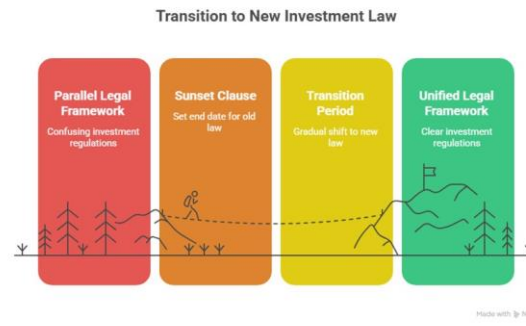 Transition to New Investment Law
Parallel Legal
Framework
Confusing investment
regulations
Sunset Clause
Set end date for old
law
Transition
Period
Gradual shift to new
law
Unified Legal
Framework
Clear investment
regulations
Made with